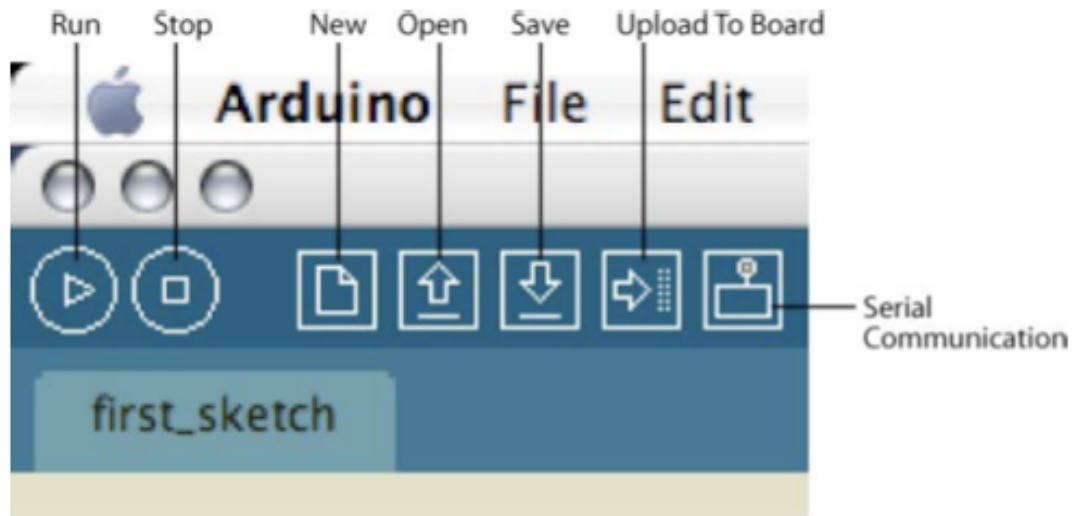 Run Stop New Open Save Upload To Board
Arduino File Edit
Serial
Communication
first_sketch